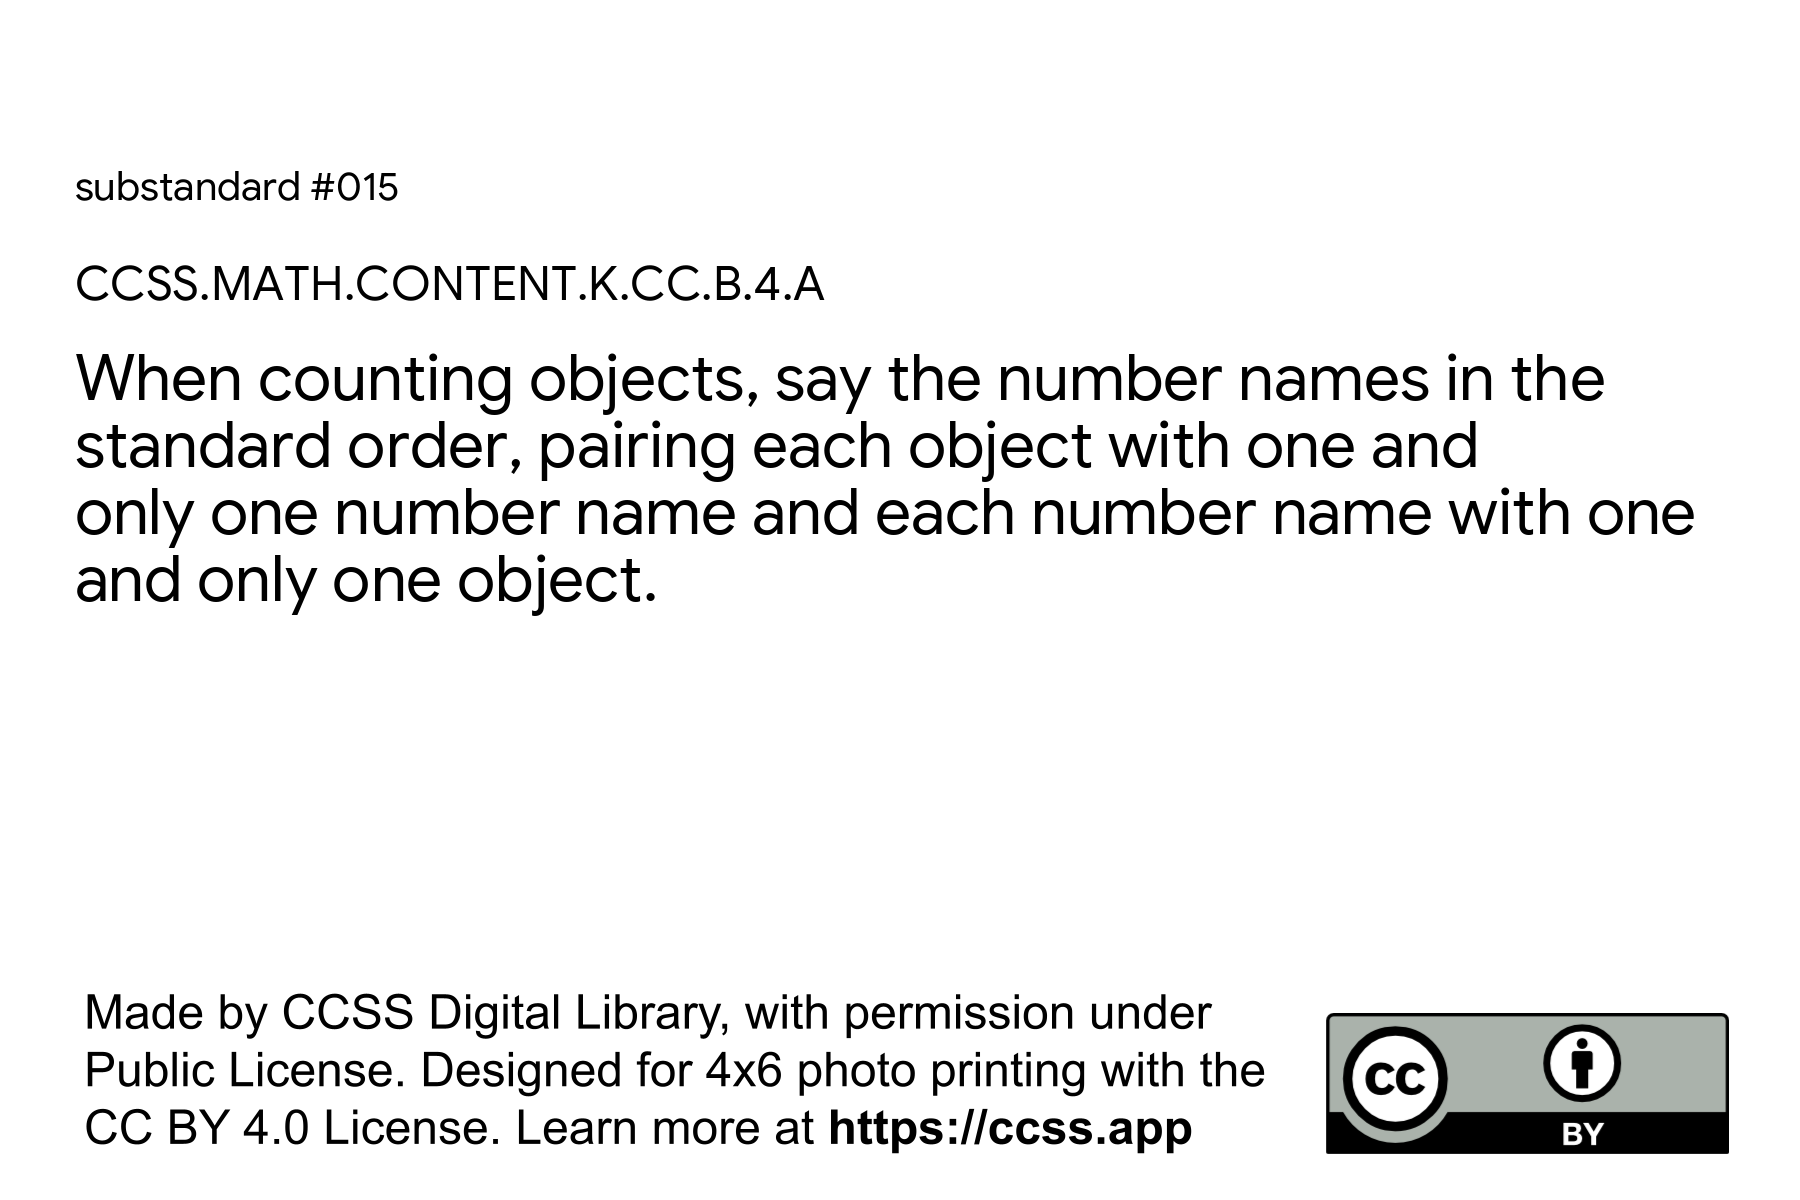 substandard #015
CCSS.MATH.CONTENT.K.CC.B.4.A
When counting objects, say the number names in the
standard order, pairing each object with one and
only one number name and each number name with one
and only one object.
Made by CCSS Digital Library, with permission under
Public License. Designed for 4x6 photo printing with the
CC BY 4.0 License. Learn more at https://ccss.app
CC
BY